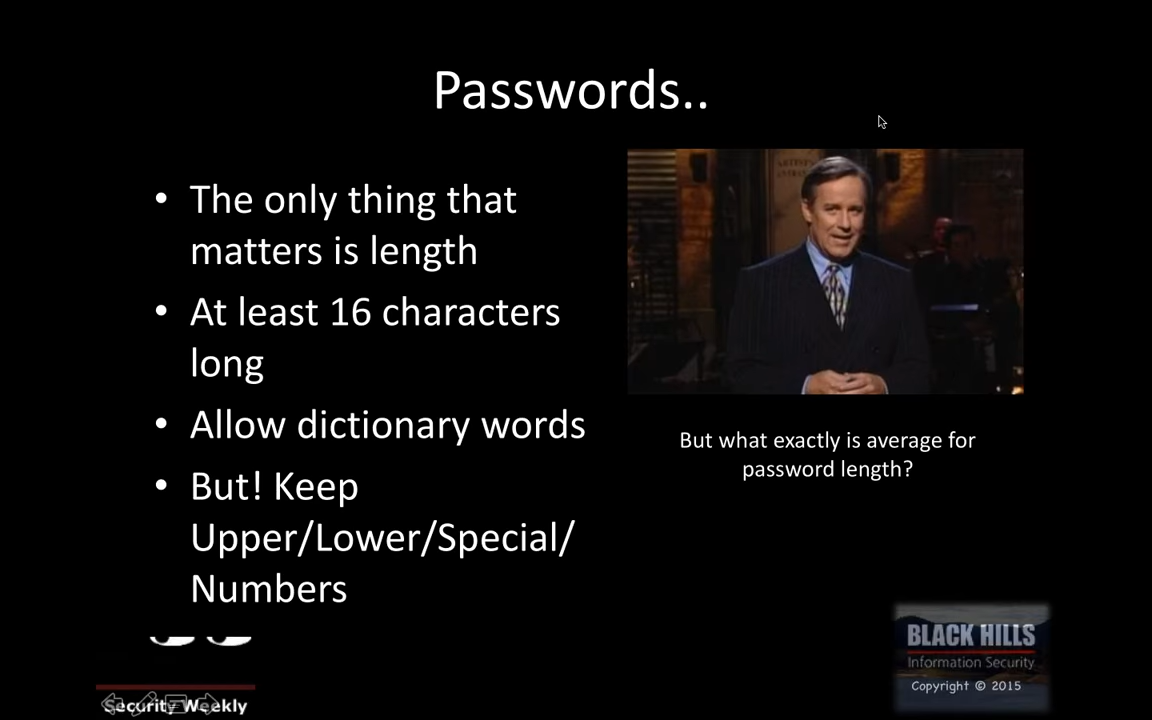 Passwords..
• The only thing that
matters is length
• At least 16 characters
long
• Allow dictionary words
• But! Keep
Upper/Lower/Special/
Numbers
But what exactly is average for
password length?
Security Weekly
BLACK HILLS
Information Security
Copyright © 2015